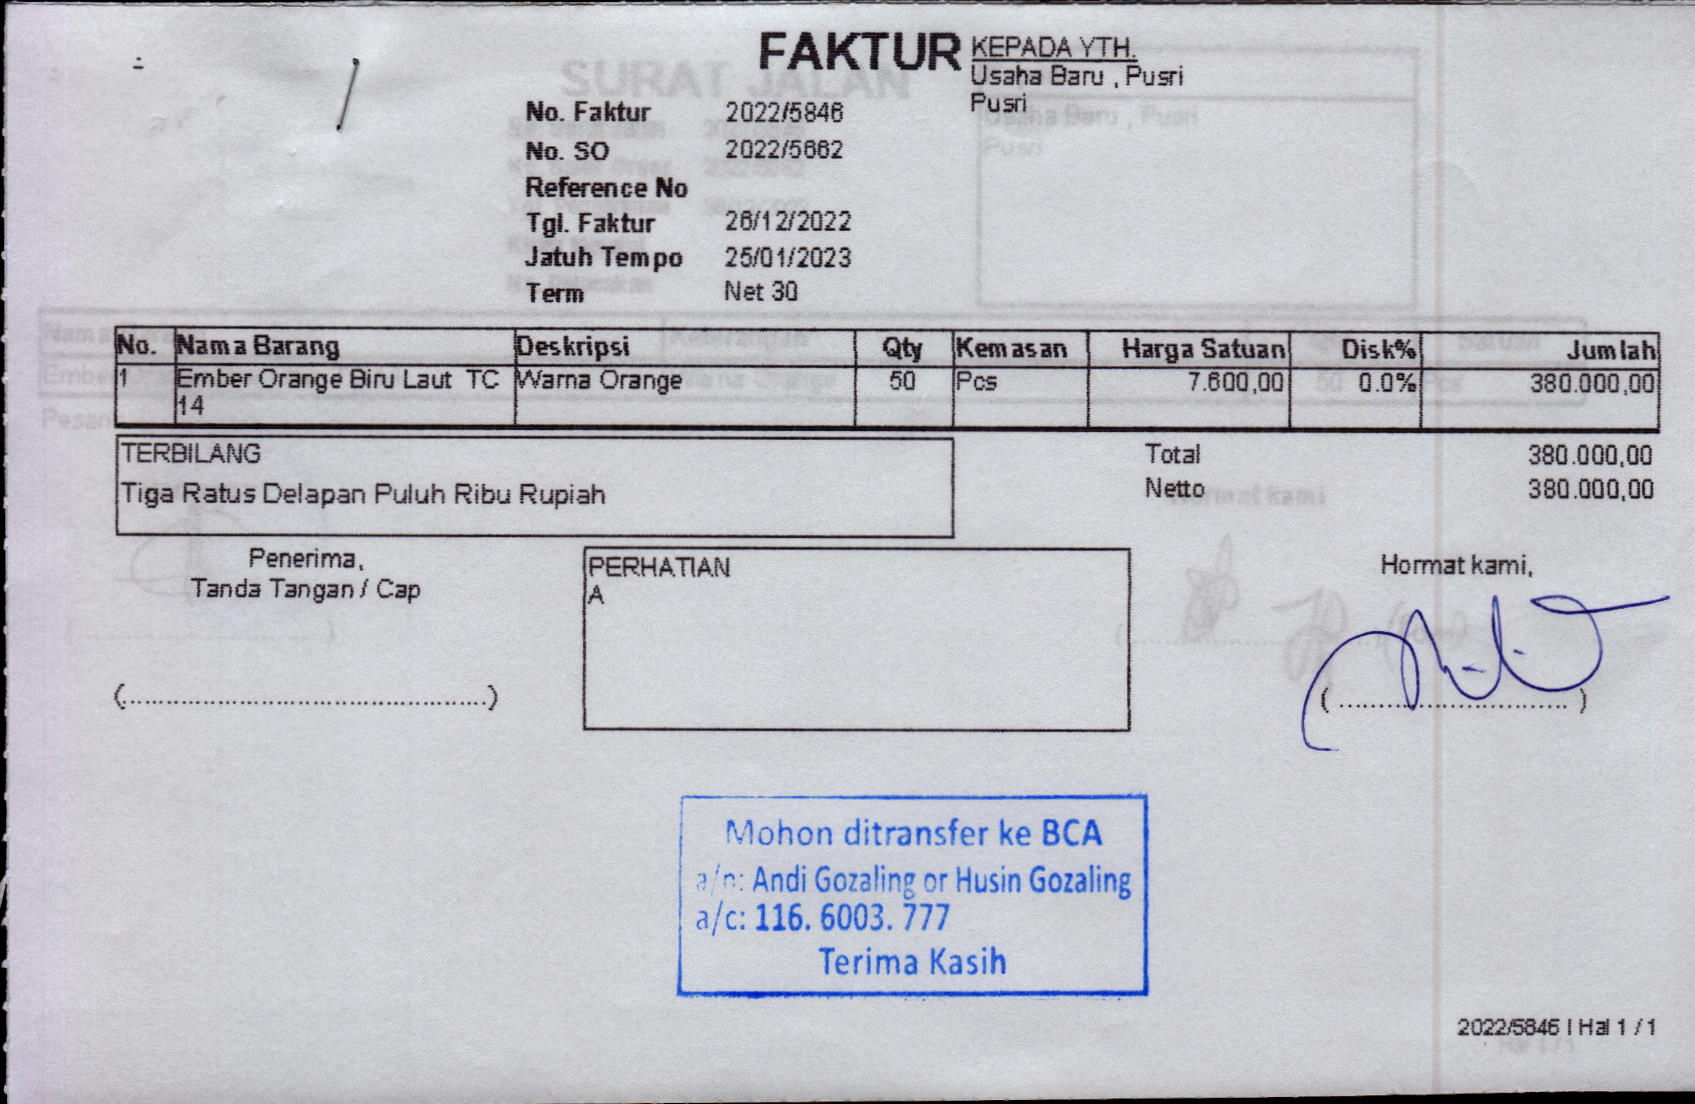 FAKTUR
KEPADA YTH.
Usaha Baru , Pusri
Pusri
No. Faktur 2022/5846
No. SO 2022/5662
Reference No
Tgl. Faktur 26/12/2022
Jatuh Tempo 25/01/2023
Term Net 30
No. Nama Barang Deskripsi Qty Kemasan Harga Satuan Disk% Jumlah
1 Ember Orange Biru Laut TC Warna Orange 50 Pcs 7.600,00 0.0% 380.000,00
14
TERBILANG
Tiga Ratus Delapan Puluh Ribu Rupiah
Total 380.000,00
Netto 380.000,00
Penerima,
Tanda Tangan / Cap
(..............................................)
PERHATIAN
A
Hormat kami,
(.............................)
Mohon ditransfer ke BCA
a/n: Andi Gozaling or Husin Gozaling
a/c: 116. 6003. 777
Terima Kasih
2022/5846 | Hal 1 / 1